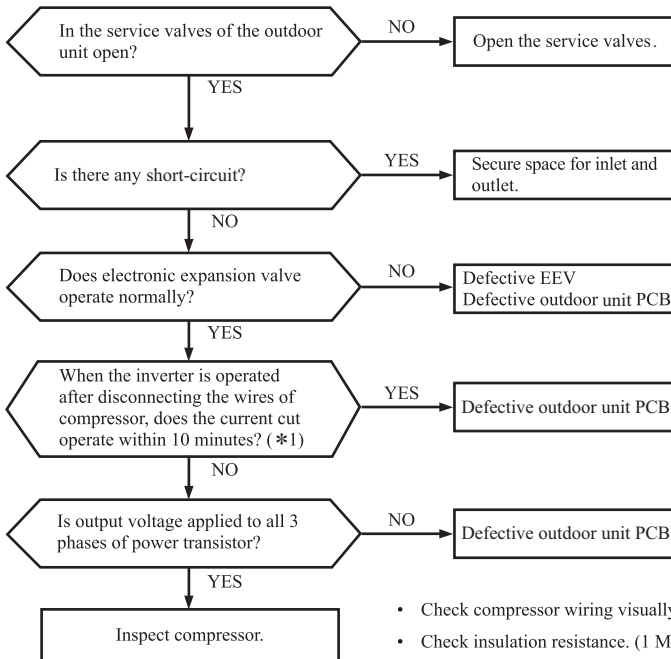 In the service valves of the outdoor
unit open?
NO
Open the service valves.
YES
Is there any short-circuit?
YES
Secure space for inlet and
outlet.
NO
Does electronic expansion valve
operate normally?
NO
Defective EEV
Defective outdoor unit PCB
YES
When the inverter is operated
after disconnecting the wires of
compressor, does the current cut
operate within 10 minutes? (*1)
YES
Defective outdoor unit PCB
NO
Is output voltage applied to all 3
phases of power transistor?
NO
Defective outdoor unit PCB
YES
Inspect compressor.
• Check compressor wiring visually
• Check insulation resistance. (1 M